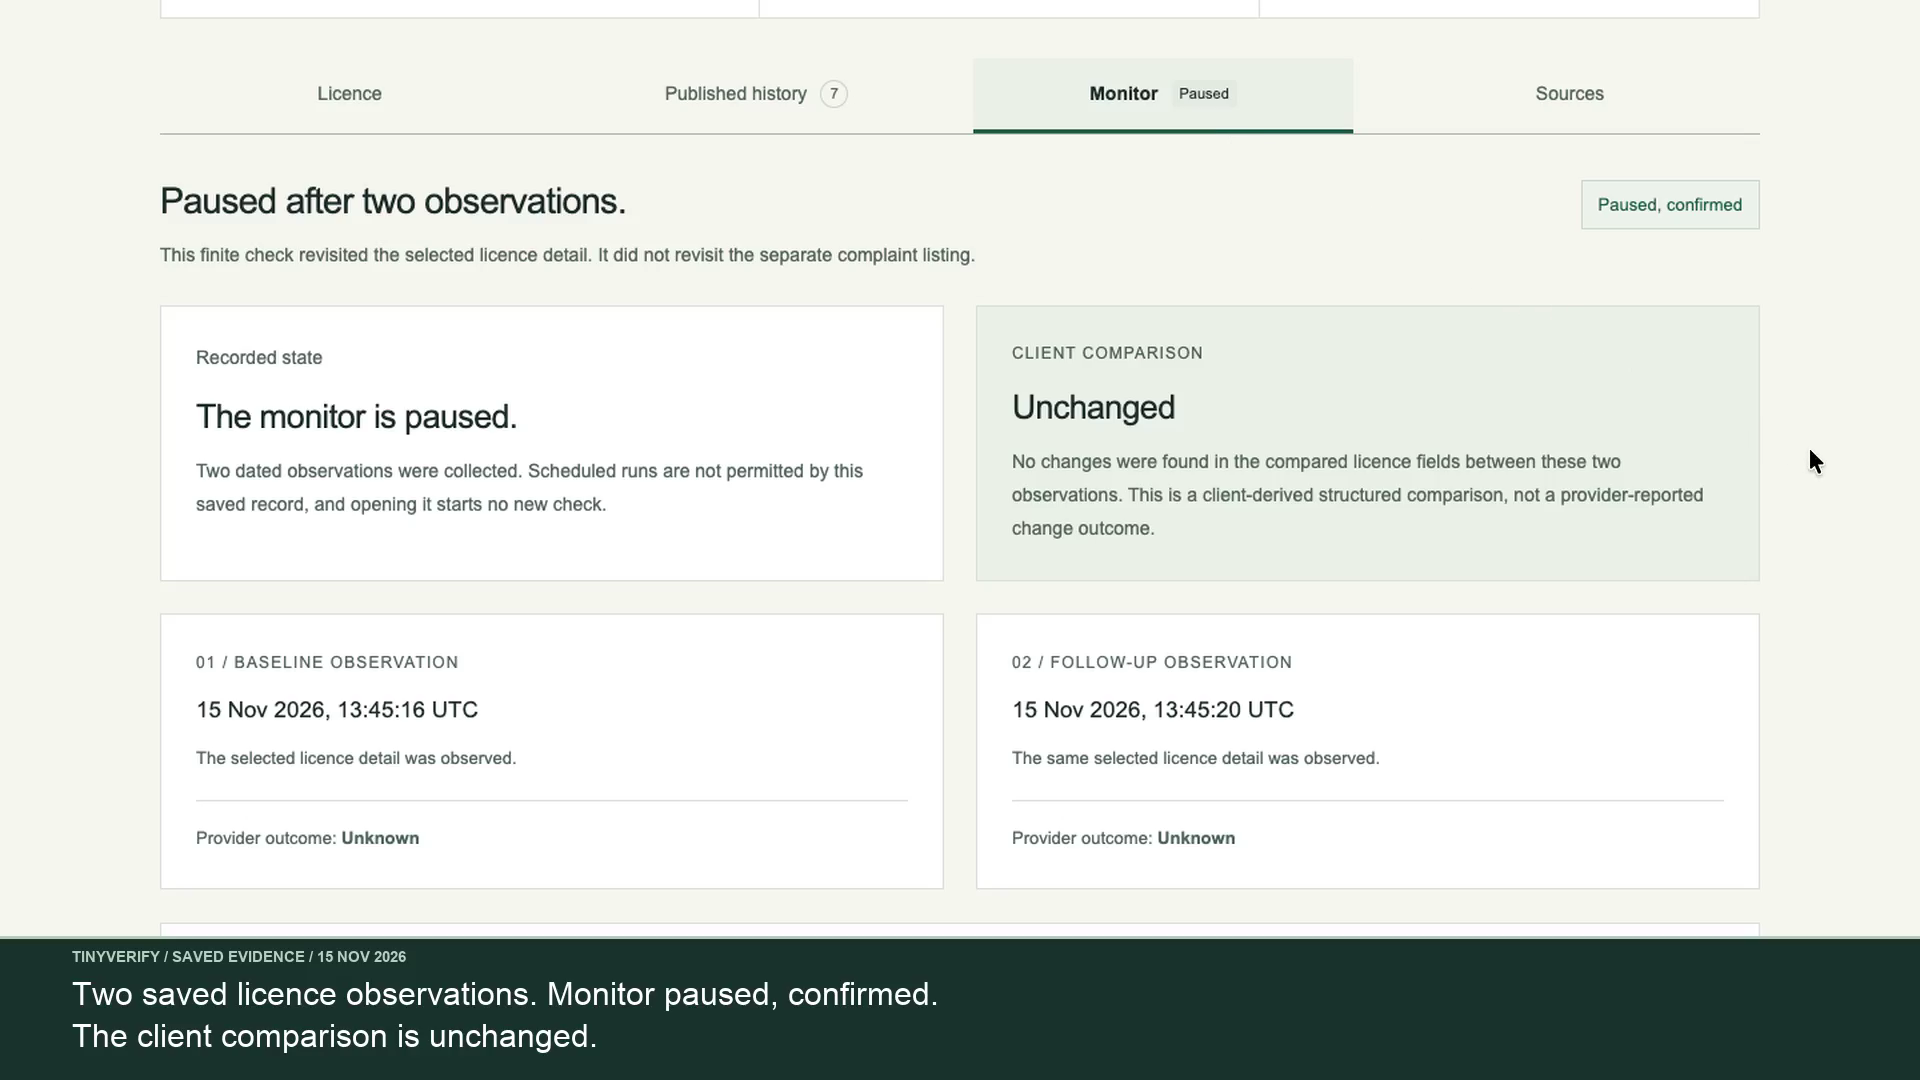 Licence
Published history 7
Monitor Paused
Sources
Paused after two observations.
Paused, confirmed
This finite check revisited the selected licence detail. It did not revisit the separate complaint listing.
Recorded state
The monitor is paused.
Two dated observations were collected. Scheduled runs are not permitted by this
saved record, and opening it starts no new check.
CLIENT COMPARISON
Unchanged
No changes were found in the compared licence fields between these two
observations. This is a client-derived structured comparison, not a provider-reported
change outcome.
01 / BASELINE OBSERVATION
15 Nov 2026, 13:45:16 UTC
The selected licence detail was observed.
Provider outcome: Unknown
02 / FOLLOW-UP OBSERVATION
15 Nov 2026, 13:45:20 UTC
The same selected licence detail was observed.
Provider outcome: Unknown
TINYVERIFY / SAVED EVIDENCE / 15 NOV 2026
Two saved licence observations. Monitor paused, confirmed.
The client comparison is unchanged.